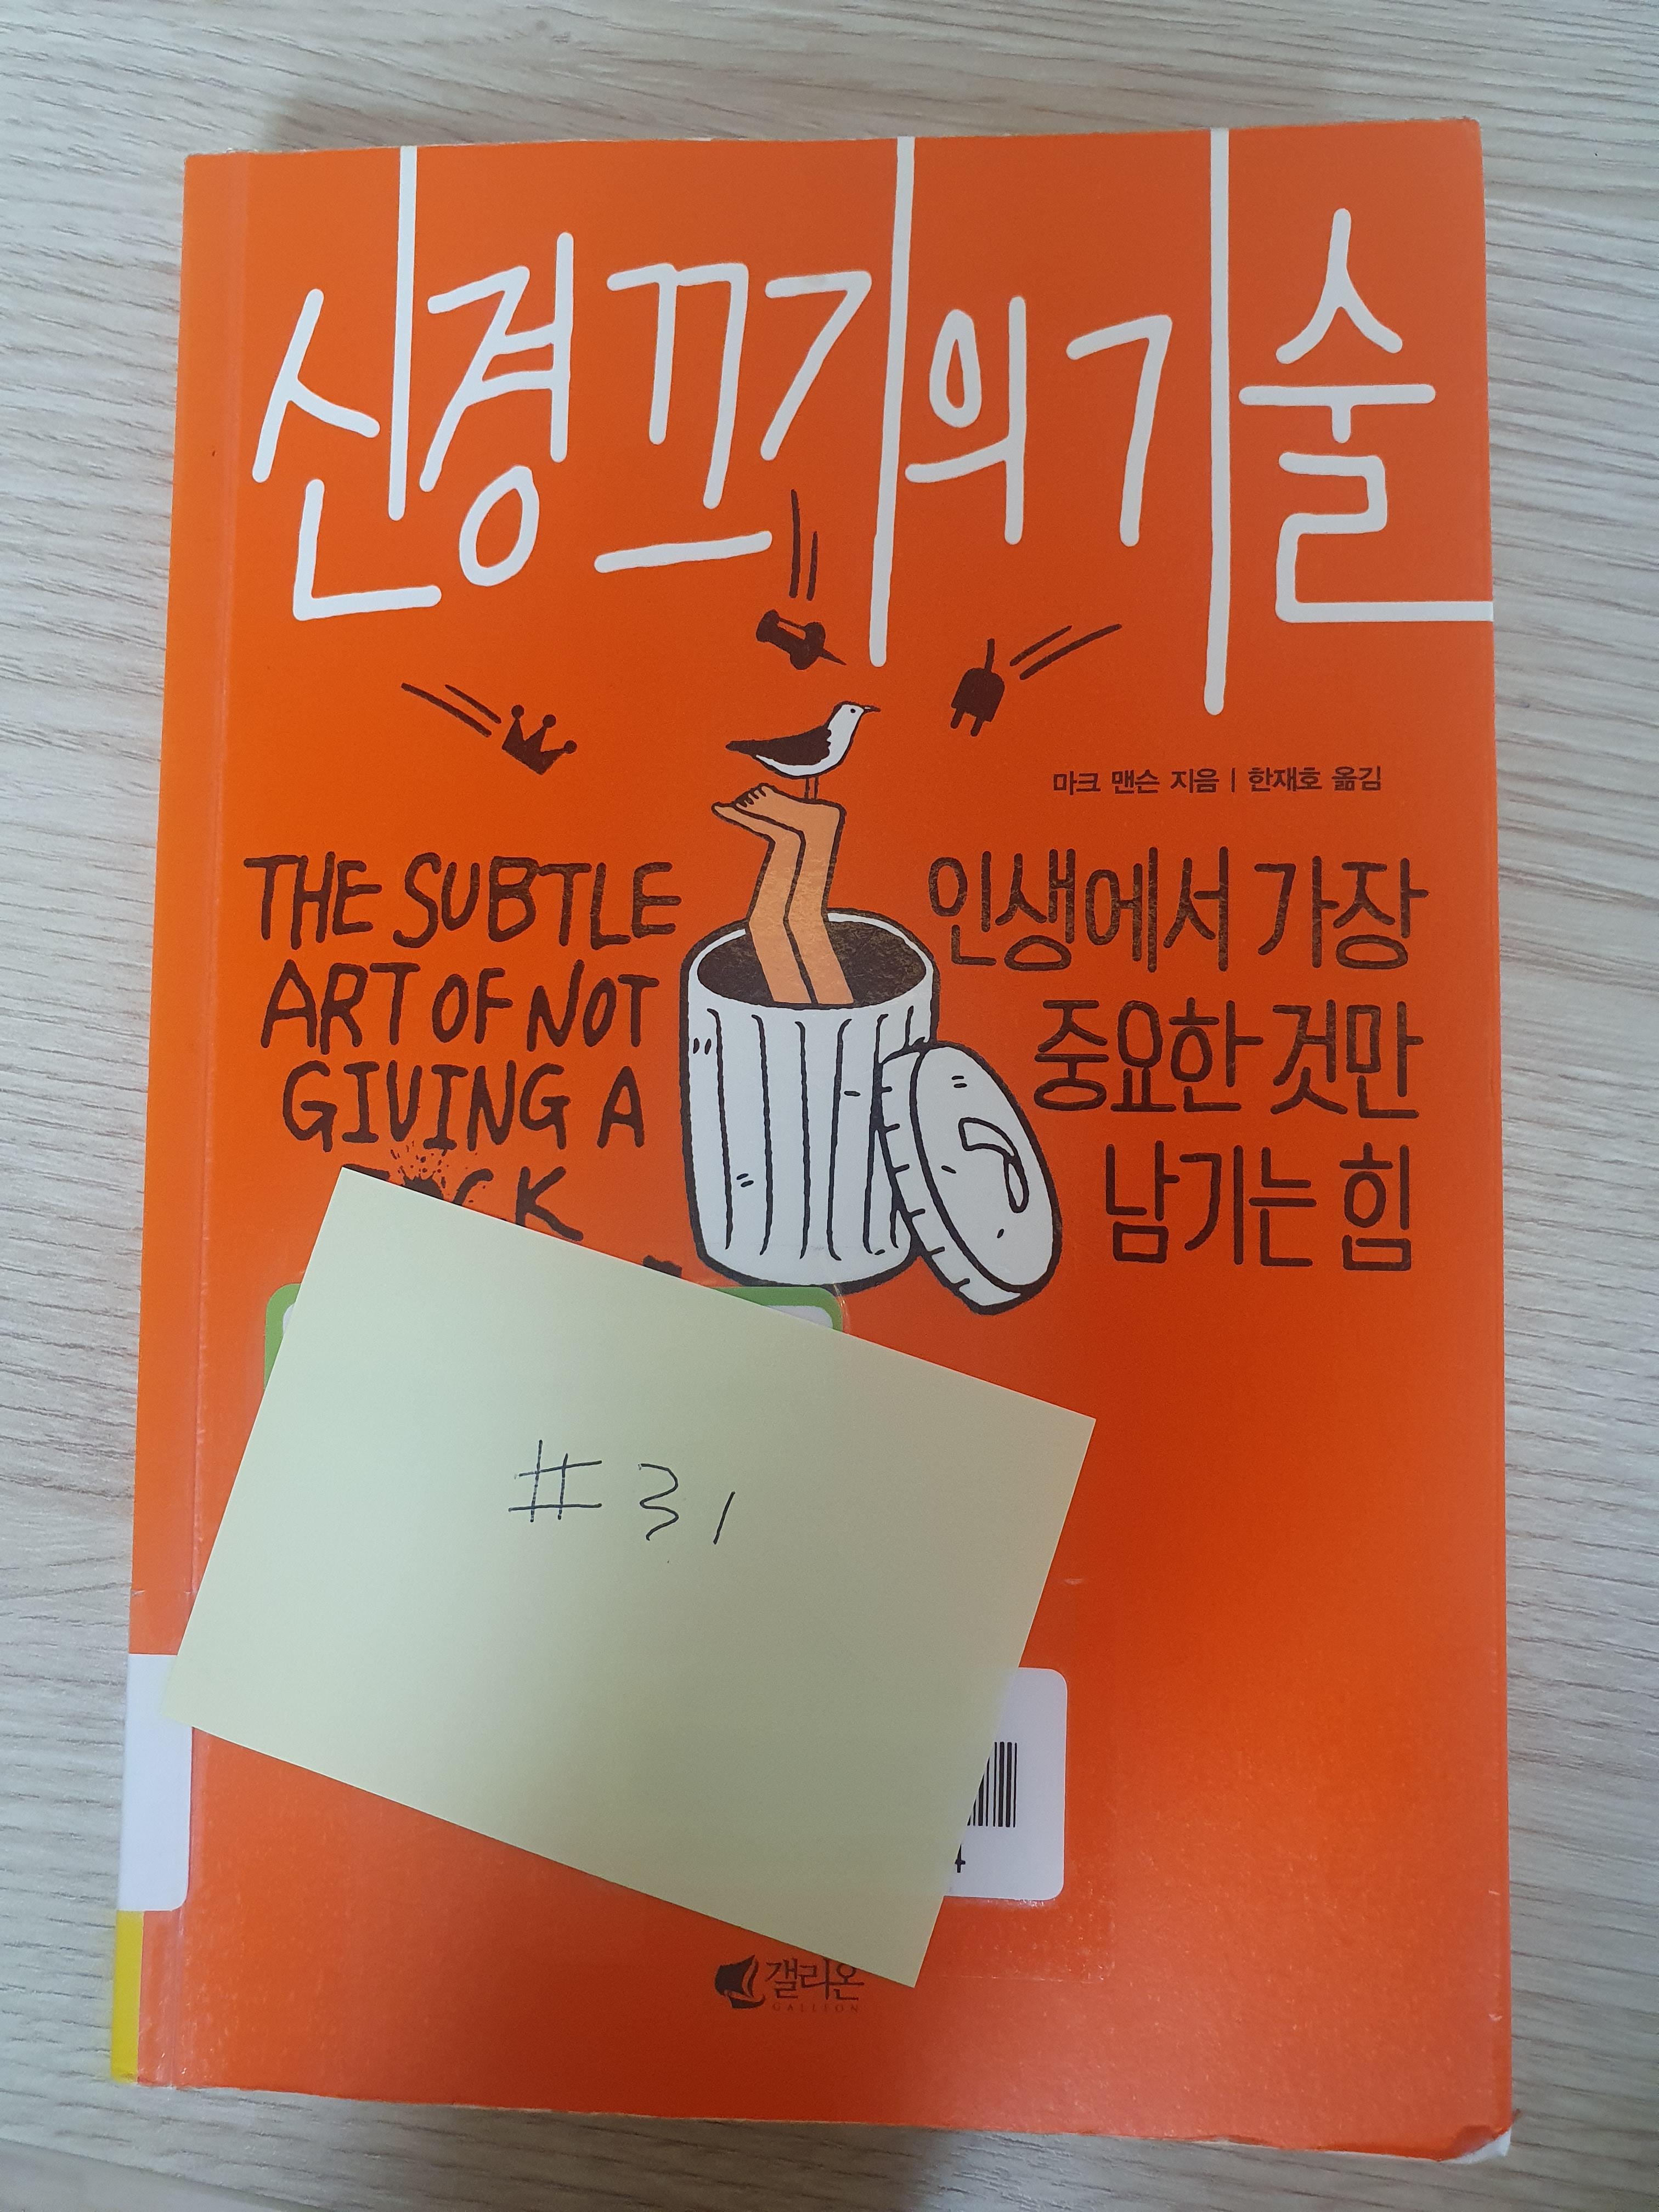 신경 끄기의 기술
마크 맨슨 지음 | 한재호 옮김
THE SUBTLE
ART OF NOT
GIVING A
인생에서 가장
중요한 것만
남기는 힘
#31
4
갤리온
GALLEON